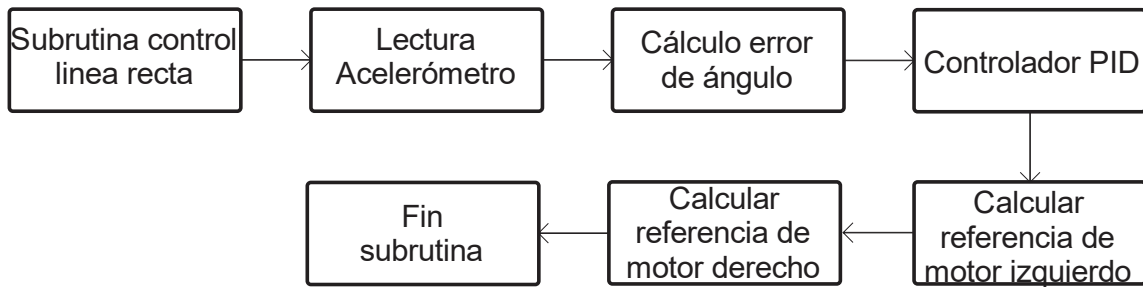 Subrutina control
linea recta
Lectura
Acelerómetro
Cálculo error
de ángulo
Controlador PID
Calcular
referencia de
motor izquierdo
Calcular
referencia de
motor derecho
Fin
subrutina